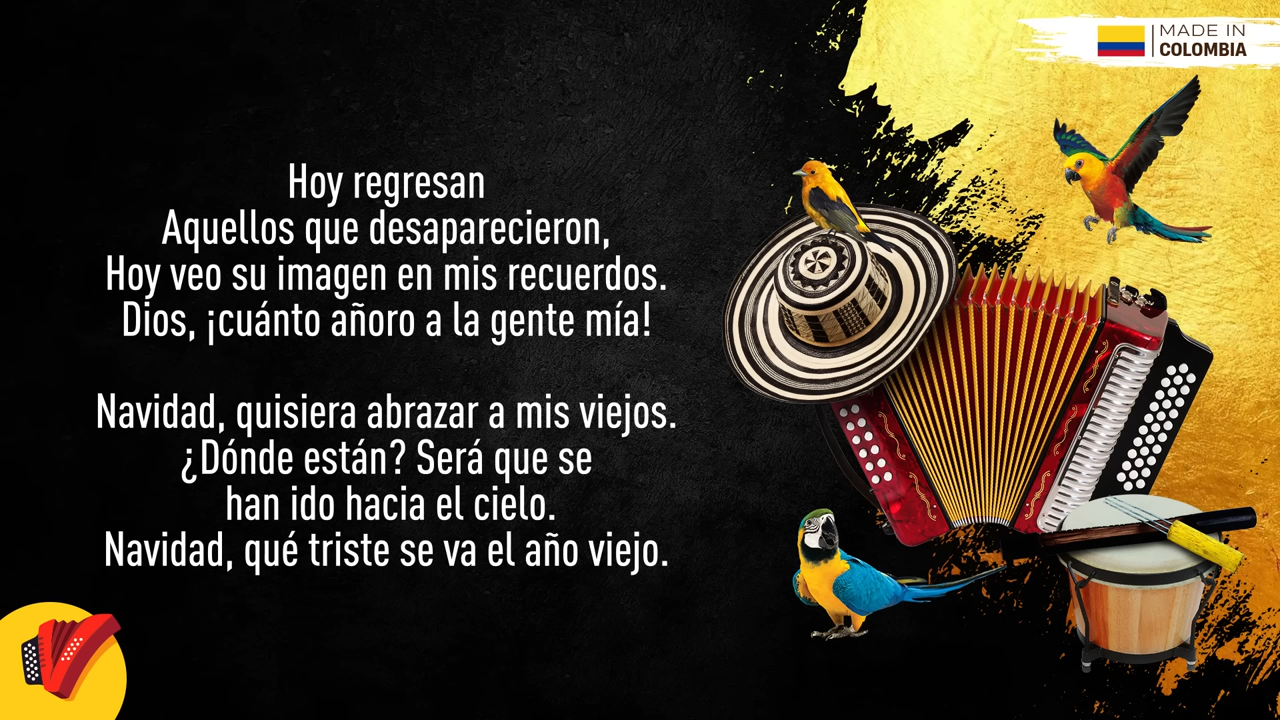 MADE IN
COLOMBIA
Hoy regresan
Aquellos que desaparecieron,
Hoy veo su imagen en mis recuerdos.
Dios, ¡cuánto añoro a la gente mía!
Navidad, quisiera abrazar a mis viejos.
¿Dónde están? Será que se
han ido hacia el cielo.
Navidad, qué triste se va el año viejo.